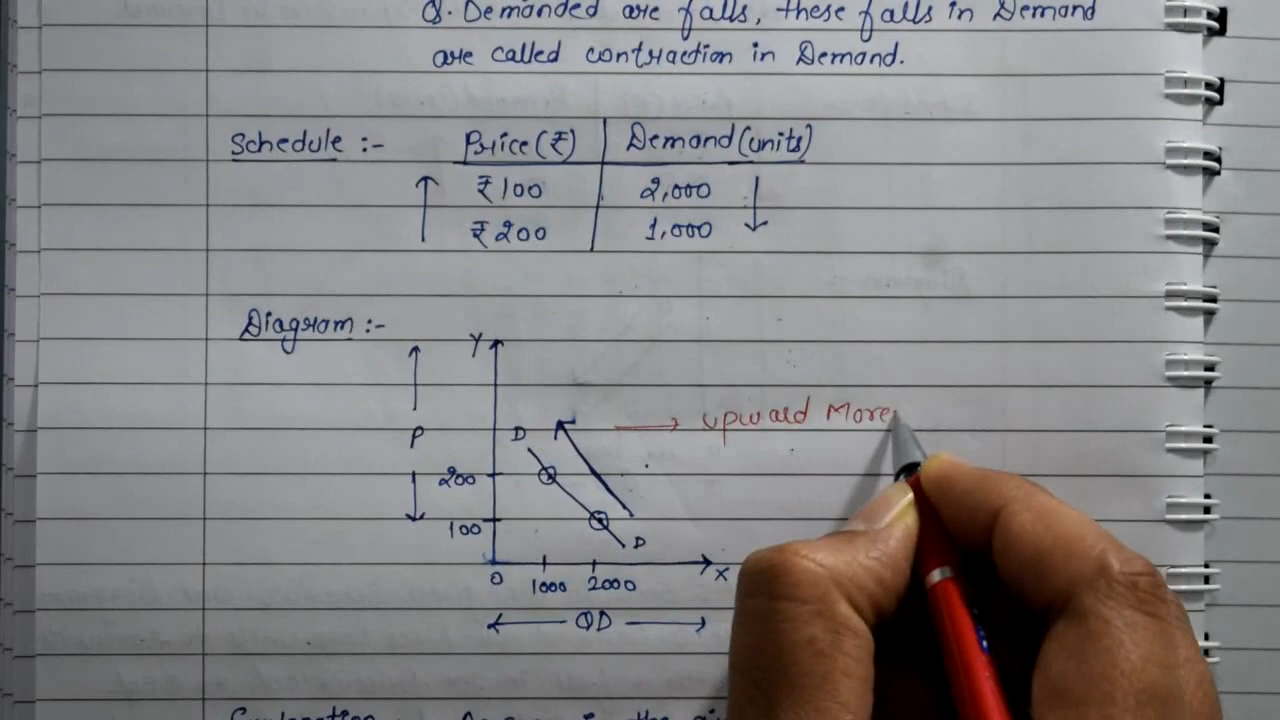 Q. Demanded are falls, these falls in Demand
are called contraction in Demand.
Schedule :- Price(₹) Demand(units)
₹100 2,000
₹200 1,000
Diagram :-
Y
→ upward More
P D
200
100
D
0 1000 2000 X
QD